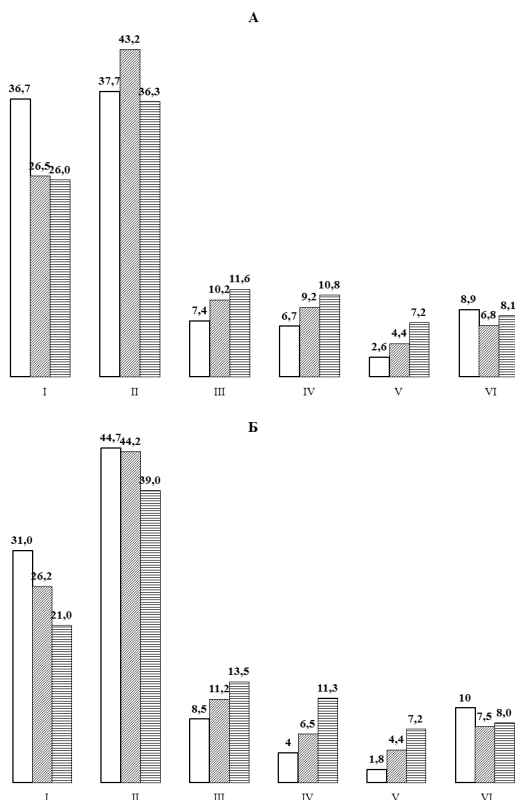 А
43,2
36,7 37,7 36,3
26,5 26,0
7,4 10,2 11,6
6,7 9,2 10,8
2,6 4,4 7,2
8,9 6,8 8,1
I II III IV V VI
Б
44,7 44,2
39,0
31,0
26,2
21,0
8,5 11,2 13,5
4 6,5 11,3
1,8 4,4 7,2
10 7,5 8,0
I II III IV V VI